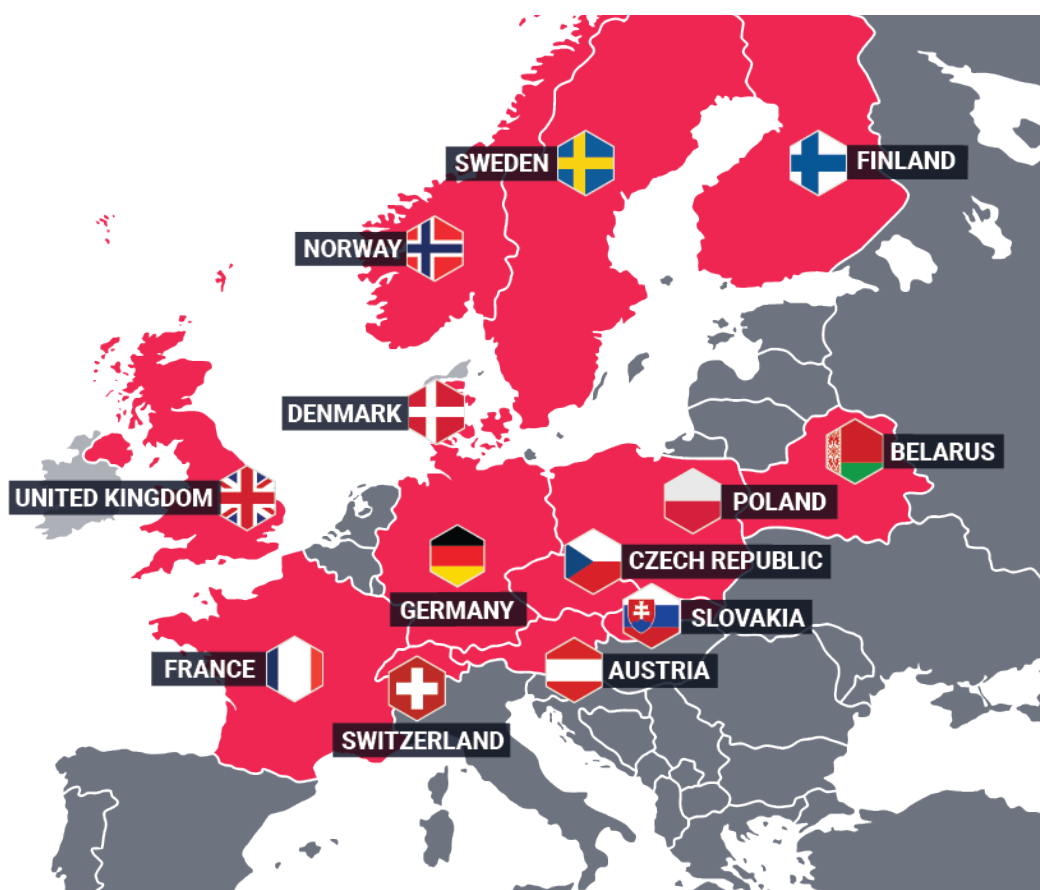 SWEDEN
FINLAND
NORWAY
DENMARK
BELARUS
UNITED KINGDOM
POLAND
CZECH REPUBLIC
GERMANY
SLOVAKIA
FRANCE
AUSTRIA
SWITZERLAND